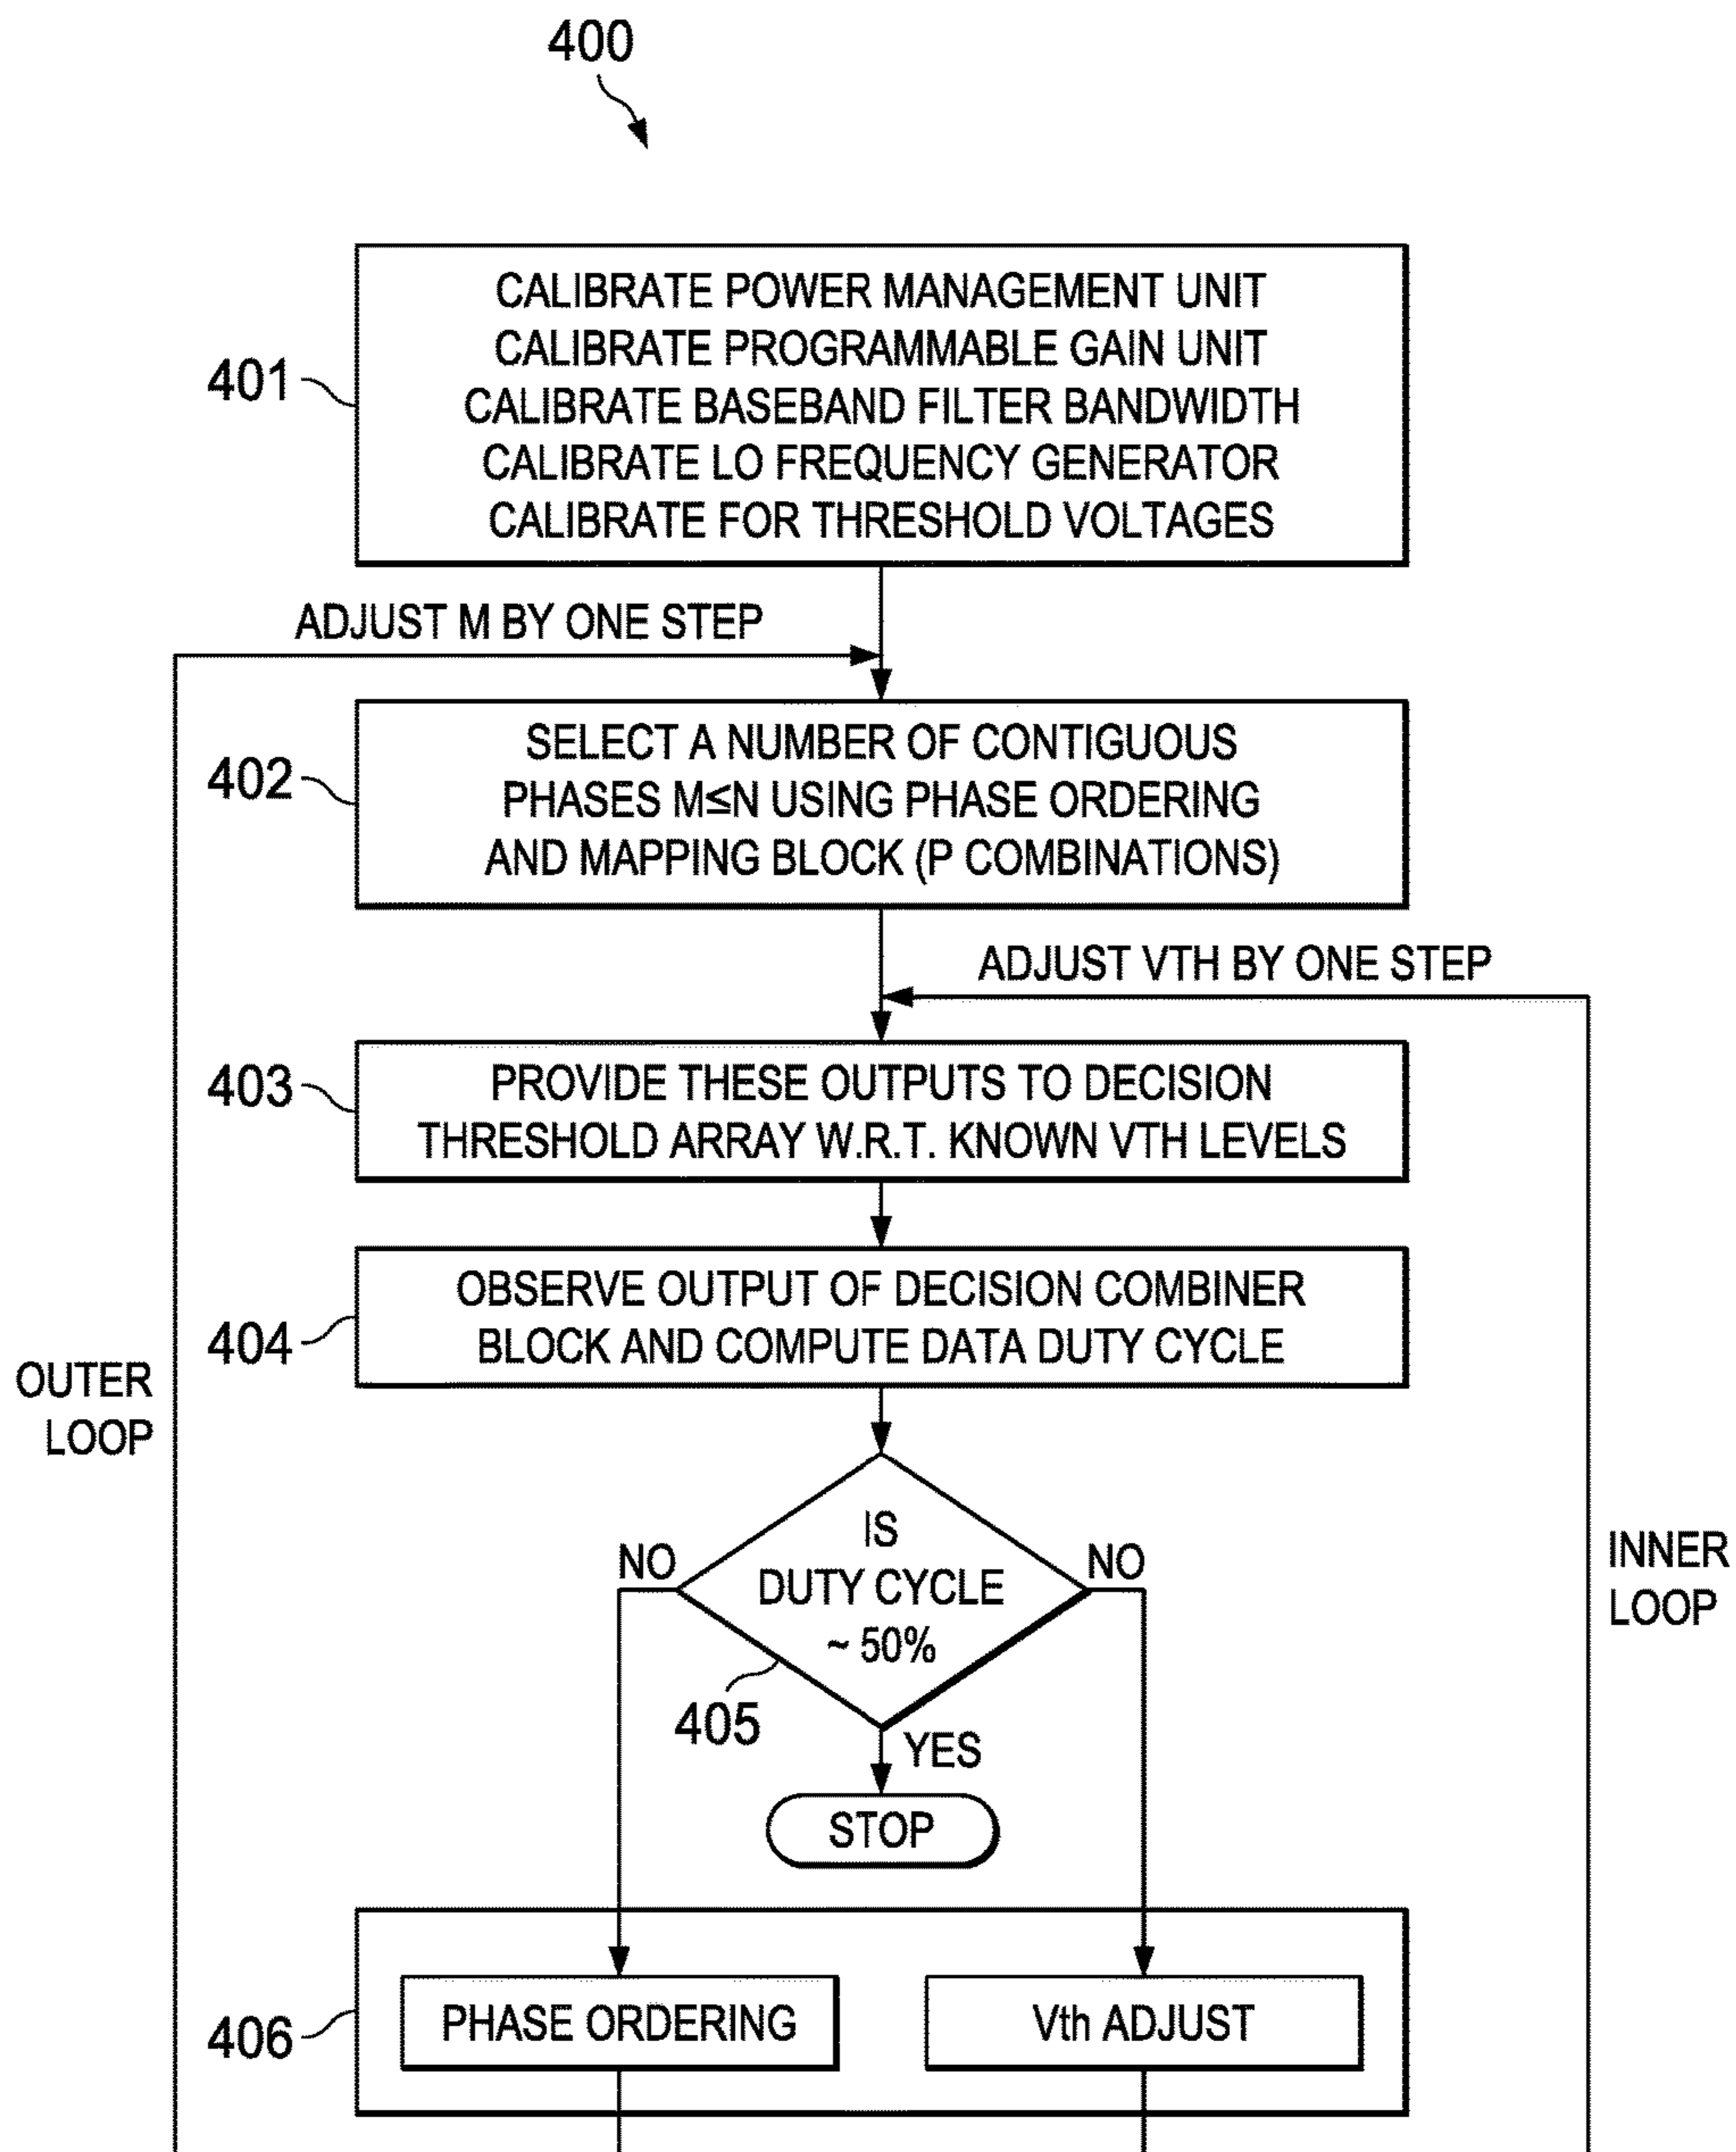 400
401
CALIBRATE POWER MANAGEMENT UNIT
CALIBRATE PROGRAMMABLE GAIN UNIT
CALIBRATE BASEBAND FILTER BANDWIDTH
CALIBRATE LO FREQUENCY GENERATOR
CALIBRATE FOR THRESHOLD VOLTAGES
ADJUST M BY ONE STEP
402
SELECT A NUMBER OF CONTIGUOUS
PHASES M≤N USING PHASE ORDERING
AND MAPPING BLOCK (P COMBINATIONS)
ADJUST VTH BY ONE STEP
403
PROVIDE THESE OUTPUTS TO DECISION
THRESHOLD ARRAY W.R.T. KNOWN VTH LEVELS
404
OBSERVE OUTPUT OF DECISION COMBINER
BLOCK AND COMPUTE DATA DUTY CYCLE
OUTER
LOOP
INNER
LOOP
NO
IS
DUTY CYCLE
~ 50%
NO
405
YES
STOP
406
PHASE ORDERING
Vth ADJUST